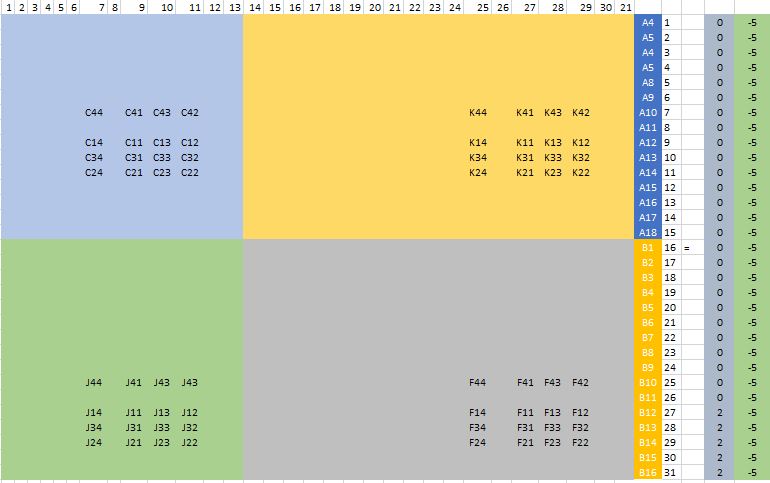 1 2 3 4 5 6 7 8 9 10 11 12 13 14 15 16 17 18 19 20 21 22 23 24 25 26 27 28 29 30 21
A4 1 0 -5
A5 2 0 -5
A4 3 0 -5
A5 4 0 -5
A8 5 0 -5
A9 6 0 -5
C44 C41 C43 C42 K44 K41 K43 K42 A10 7 0 -5
A11 8 0 -5
C14 C11 C13 C12 K14 K11 K13 K12 A12 9 0 -5
C34 C31 C33 C32 K34 K31 K33 K32 A13 10 0 -5
C24 C21 C23 C22 K24 K21 K23 K22 A14 11 0 -5
A15 12 0 -5
A16 13 0 -5
A17 14 0 -5
A18 15 0 -5
B1 16 = 0 -5
B2 17 0 -5
B3 18 0 -5
B4 19 0 -5
B5 20 0 -5
B6 21 0 -5
B7 22 0 -5
B8 23 0 -5
B9 24 0 -5
J44 J41 J43 J43 F44 F41 F43 F42 B10 25 0 -5
B11 26 0 -5
J14 J11 J13 J12 F14 F11 F13 F12 B12 27 2 -5
J34 J31 J33 J32 F34 F31 F33 F32 B13 28 2 -5
J24 J21 J23 J22 F24 F21 F23 F22 B14 29 2 -5
B15 30 2 -5
B16 31 2 -5